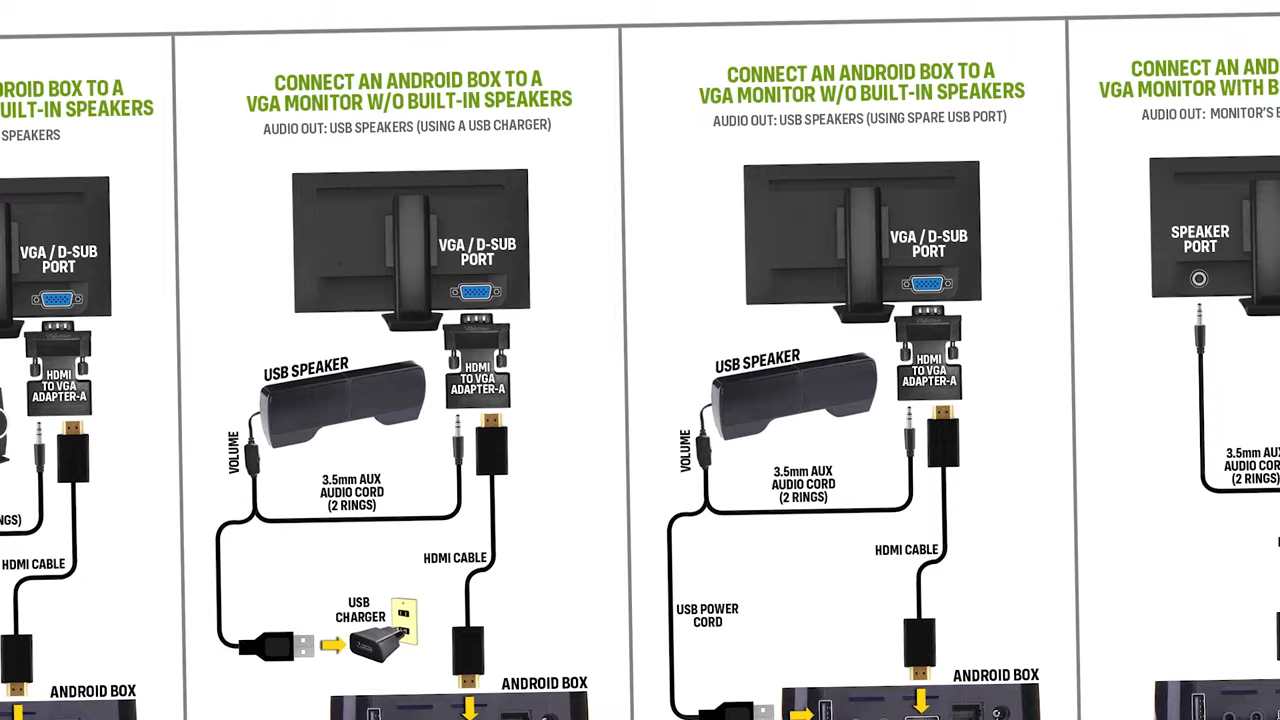 DROID BOX TO A
UILT-IN SPEAKERS
SPEAKERS
VGA / D-SUB
PORT
HDMI
TO VGA
ADAPTER-A
NGS)
HDMI CABLE
ANDROID BOX
CONNECT AN ANDROID BOX TO A
VGA MONITOR W/O BUILT-IN SPEAKERS
AUDIO OUT: USB SPEAKERS (USING A USB CHARGER)
VGA / D-SUB
PORT
USB SPEAKER
HDMI
TO VGA
ADAPTER-A
VOLUME
3.5mm AUX
AUDIO CORD
(2 RINGS)
HDMI CABLE
USB
CHARGER
ANDROID BOX
CONNECT AN ANDROID BOX TO A
VGA MONITOR W/O BUILT-IN SPEAKERS
AUDIO OUT: USB SPEAKERS (USING SPARE USB PORT)
VGA / D-SUB
PORT
USB SPEAKER
HDMI
TO VGA
ADAPTER-A
VOLUME
3.5mm AUX
AUDIO CORD
(2 RINGS)
HDMI CABLE
USB POWER
CORD
ANDROID BOX
CONNECT AN AND
VGA MONITOR WITH B
AUDIO OUT: MONITOR'S
SPEAKER
PORT
3.5mm AUX
AUDIO CORD
(2 RINGS)